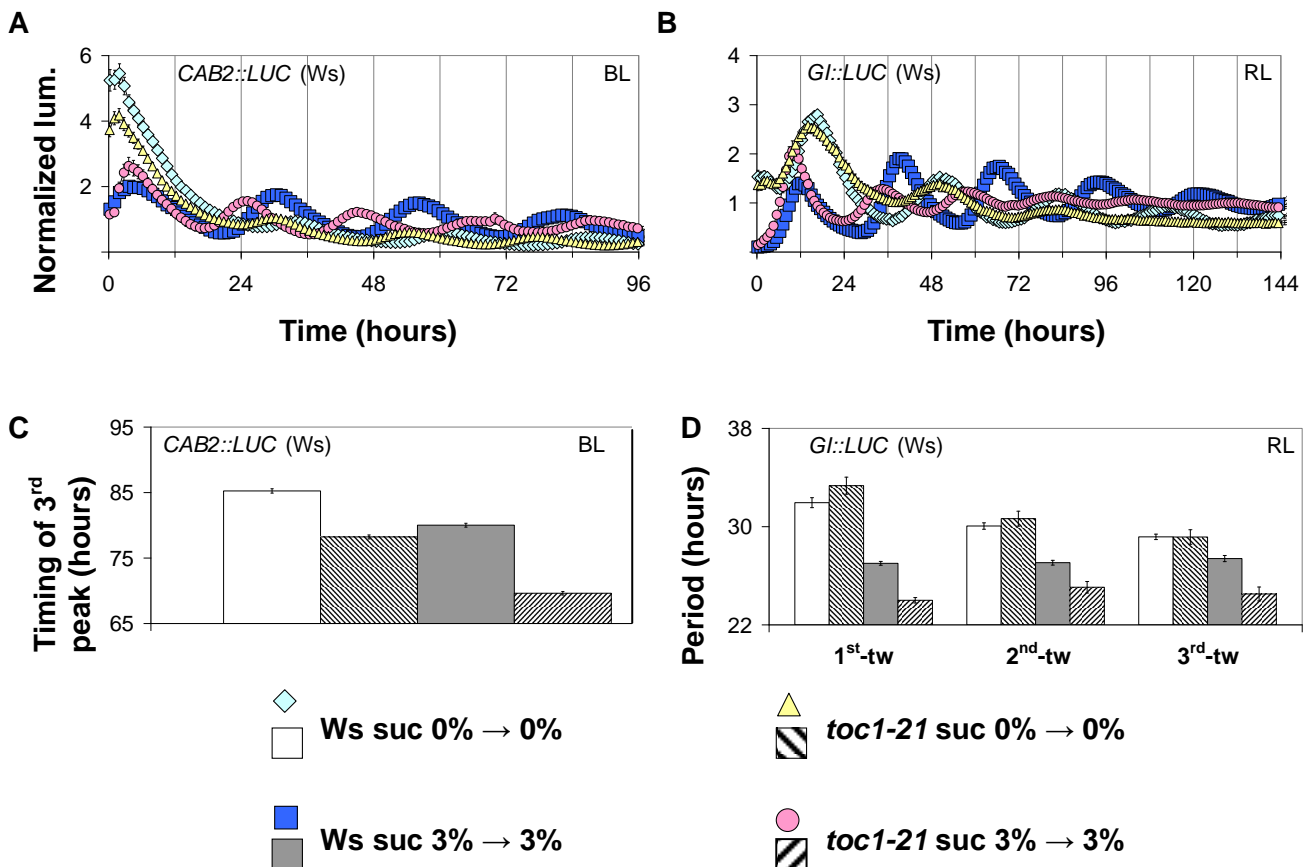 A
B
Normalized lum.
6
4
2
CAB2::LUC (Ws)
BL
0 24 48 72 96
Time (hours)
4
3
2
1
GI::LUC (Ws)
RL
0 24 48 72 96 120 144
Time (hours)
C
D
Timing of 3rd
peak (hours)
95
85
75
65
CAB2::LUC (Ws)
BL
Period (hours)
38
30
22
GI::LUC (Ws)
RL
1st-tw 2nd-tw 3rd-tw
Ws suc 0% → 0%
toc1-21 suc 0% → 0%
Ws suc 3% → 3%
toc1-21 suc 3% → 3%